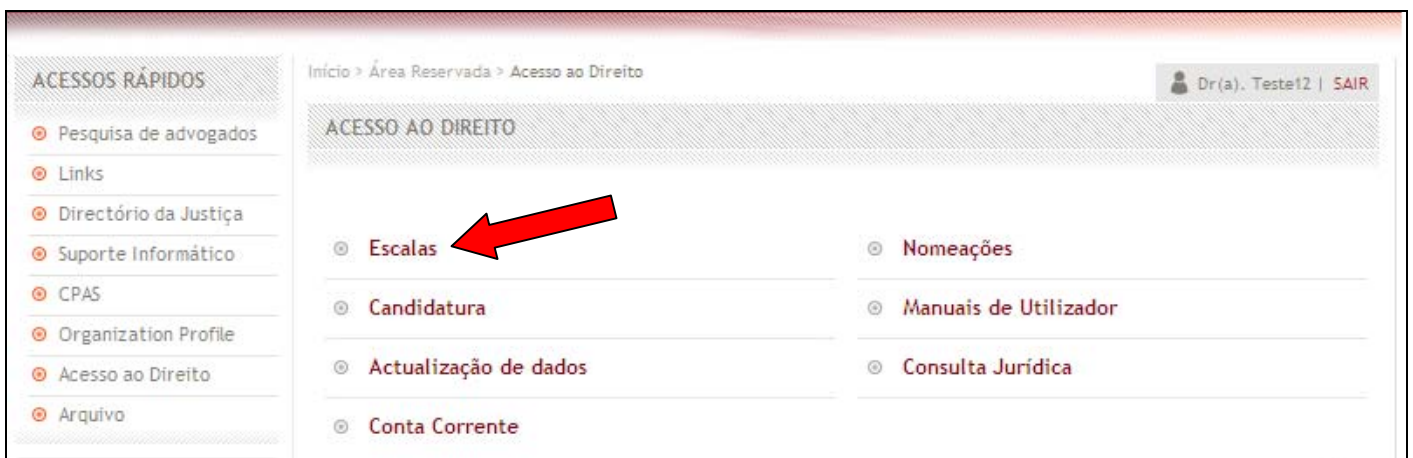 ACESSOS RÁPIDOS
Pesquisa de advogados
Links
Directório da Justiça
Suporte Informático
CPAS
Organization Profile
Acesso ao Direito
Arquivo
Início > Área Reservada > Acesso ao Direito
Dr(a). Teste12 | SAIR
ACESSO AO DIREITO
Escalas
Nomeações
Candidatura
Manuais de Utilizador
Actualização de dados
Consulta Jurídica
Conta Corrente